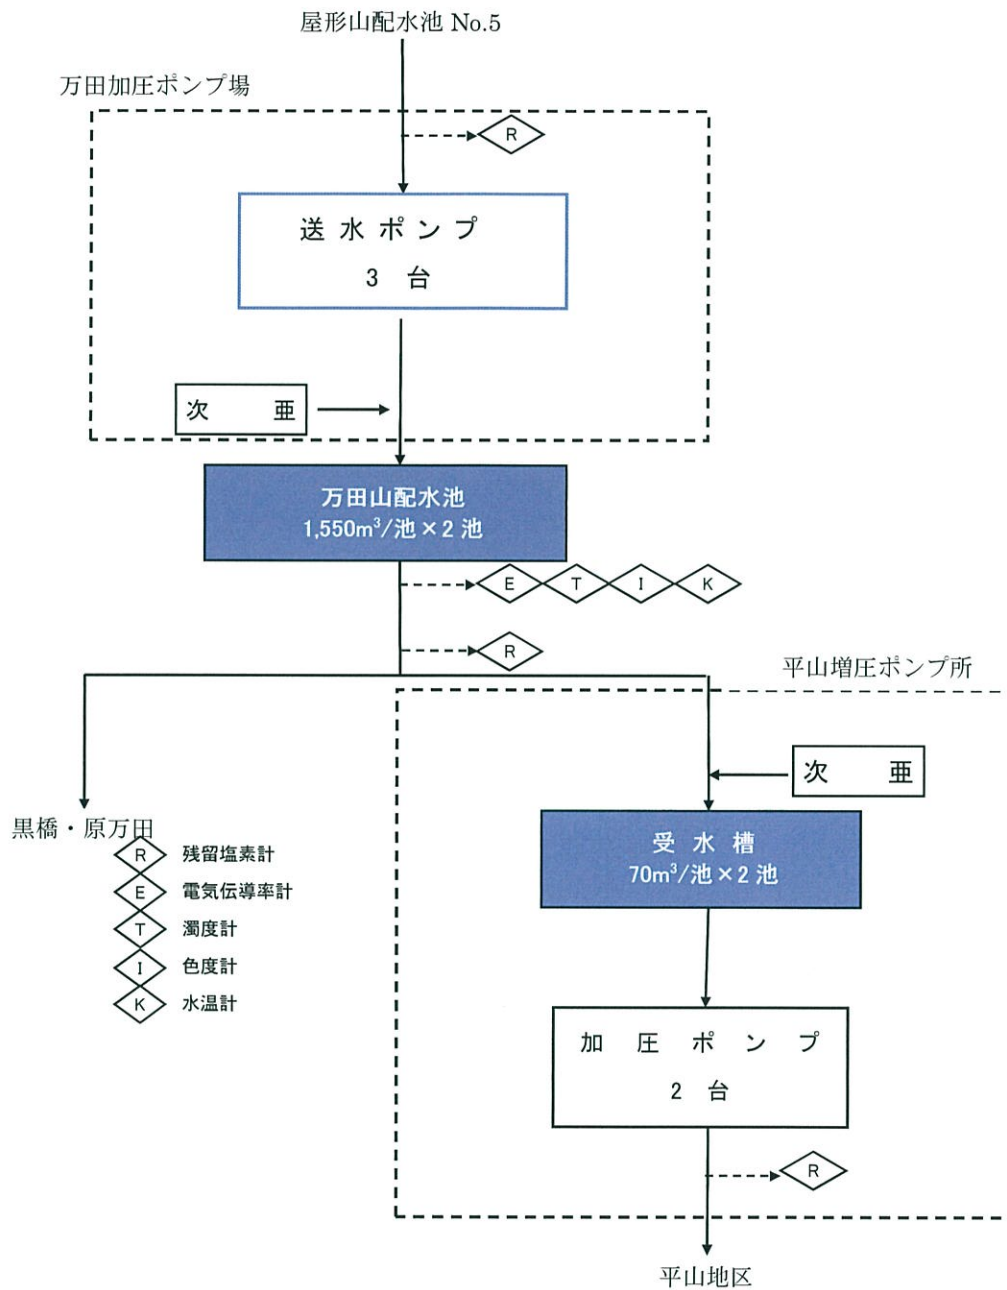 屋形山配水池 No.5
万田加圧ポンプ場
R
送水ポンプ
3 台
次 亜
万田山配水池
1,550m³/池×2 池
E T I K
R
平山増圧ポンプ所
次 亜
黒橋・原万田
受 水 槽
70m³/池×2 池
R 残留塩素計
E 電気伝導率計
T 濁度計
I 色度計
K 水温計
加 圧 ポ ン プ
2 台
R
平山地区